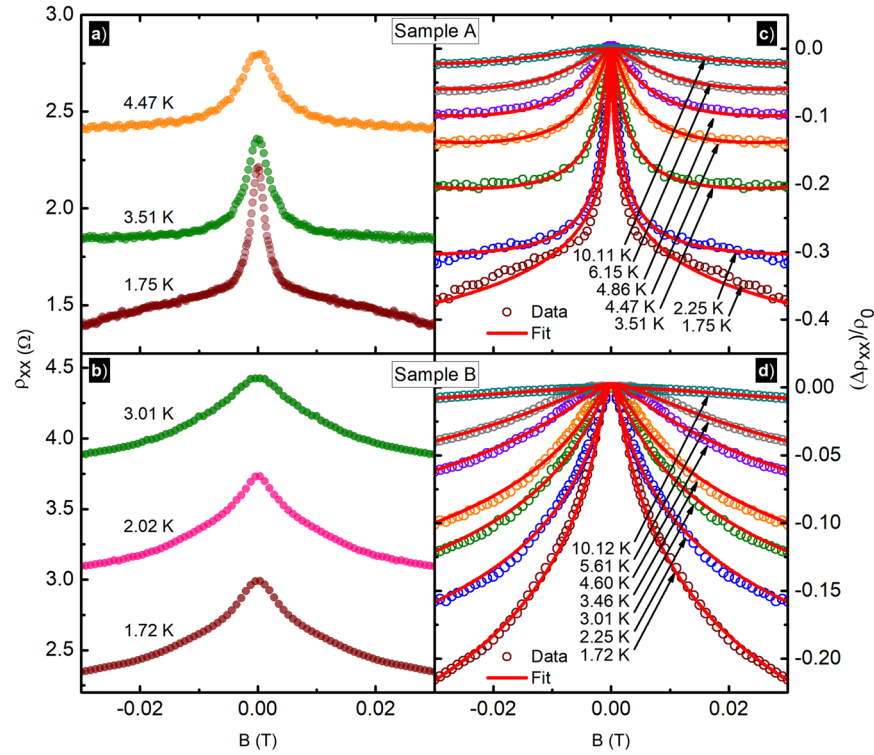 Sample A
a)
3.0
2.5
2.0
1.5
4.47 K
3.51 K
1.75 K
c)
0.0
-0.1
-0.2
-0.3
-0.4
10.11 K
6.15 K
4.86 K
4.47 K
3.51 K
2.25 K
1.75 K
Data
Fit
ρxx (Ω)
(Δρxx)/ρ0
Sample B
b)
4.5
4.0
3.5
3.0
2.5
3.01 K
2.02 K
1.72 K
d)
0.00
-0.05
-0.10
-0.15
-0.20
10.12 K
5.61 K
4.60 K
3.46 K
3.01 K
2.25 K
1.72 K
Data
Fit
-0.02
0.00
0.02
-0.02
0.00
0.02
B (T)
B (T)